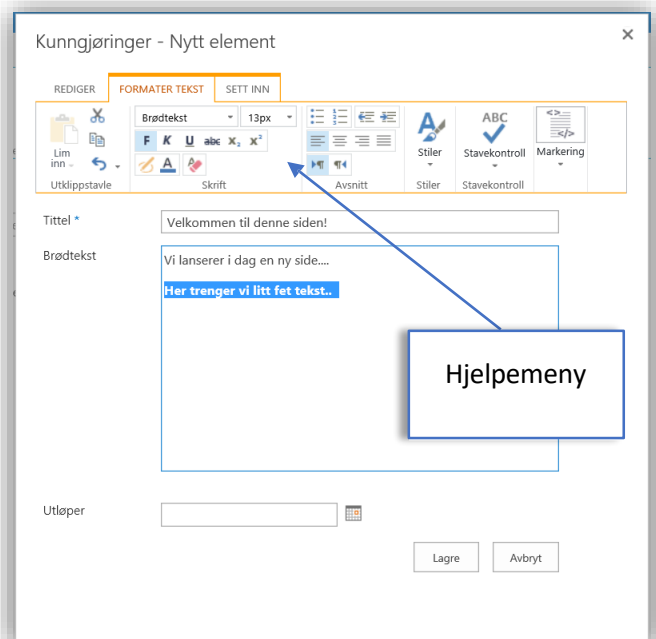 Kunngjøringer - Nytt element
REDIGER FORMATER TEKST SETT INN
Lim inn
Utklippstavle
Brødtekst 13px
F K U abc X₂ X²
A
Skrift
Avsnitt
A
Stiler
Stiler
ABC
Stavekontroll
Stavekontroll
Markering
Tittel *
Velkommen til denne siden!
Brødtekst
Vi lanserer i dag en ny side....
Her trenger vi litt fet tekst..
Hjelpemeny
Utløper
Lagre Avbryt